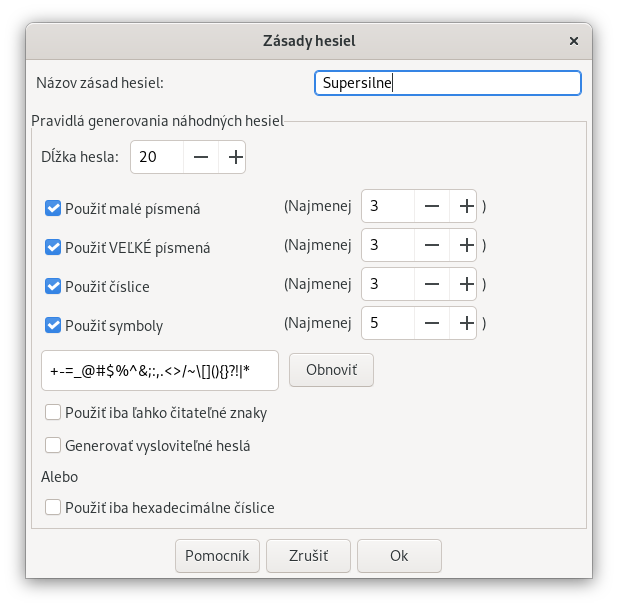 Zásady hesiel
Názov zásad hesiel: Supersilne
Pravidlá generovania náhodných hesiel
Dĺžka hesla: 20
Použiť malé písmená (Najmenej 3 )
Použiť VEĽKÉ písmená (Najmenej 3 )
Použiť číslice (Najmenej 3 )
Použiť symboly (Najmenej 5 )
+-=_@#$%^&;:,.<>/~\[](){}?!|* Obnoviť
Použiť iba ľahko čitateľné znaky
Generovať vysloviteľné heslá
Alebo
Použiť iba hexadecimálne číslice
Pomocník Zrušiť Ok